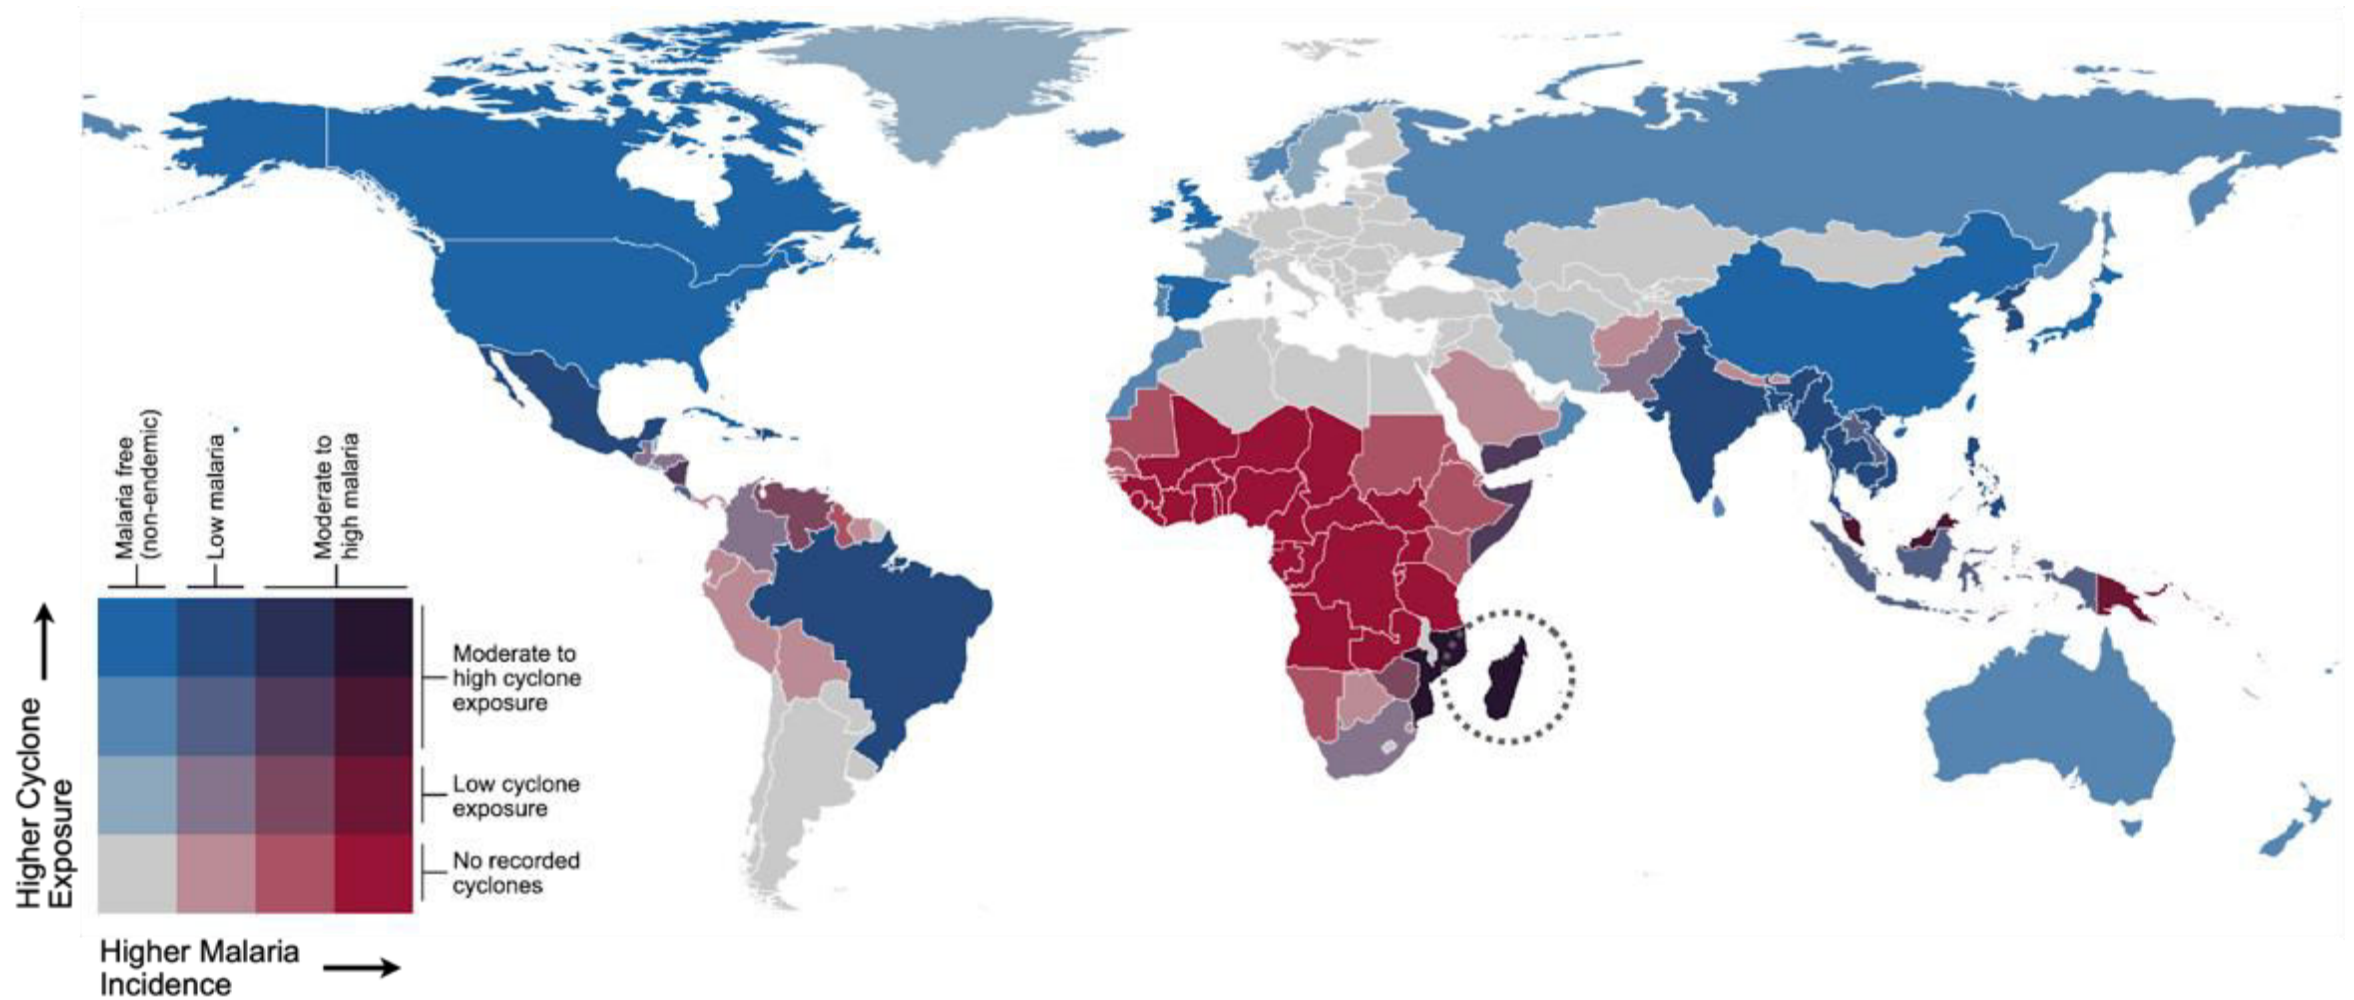 Malaria free
(non-endemic)
Low malaria
Moderate to
high malaria
Moderate to
high cyclone
exposure
Low cyclone
exposure
No recorded
cyclones
Higher Cyclone
Exposure
Higher Malaria
Incidence